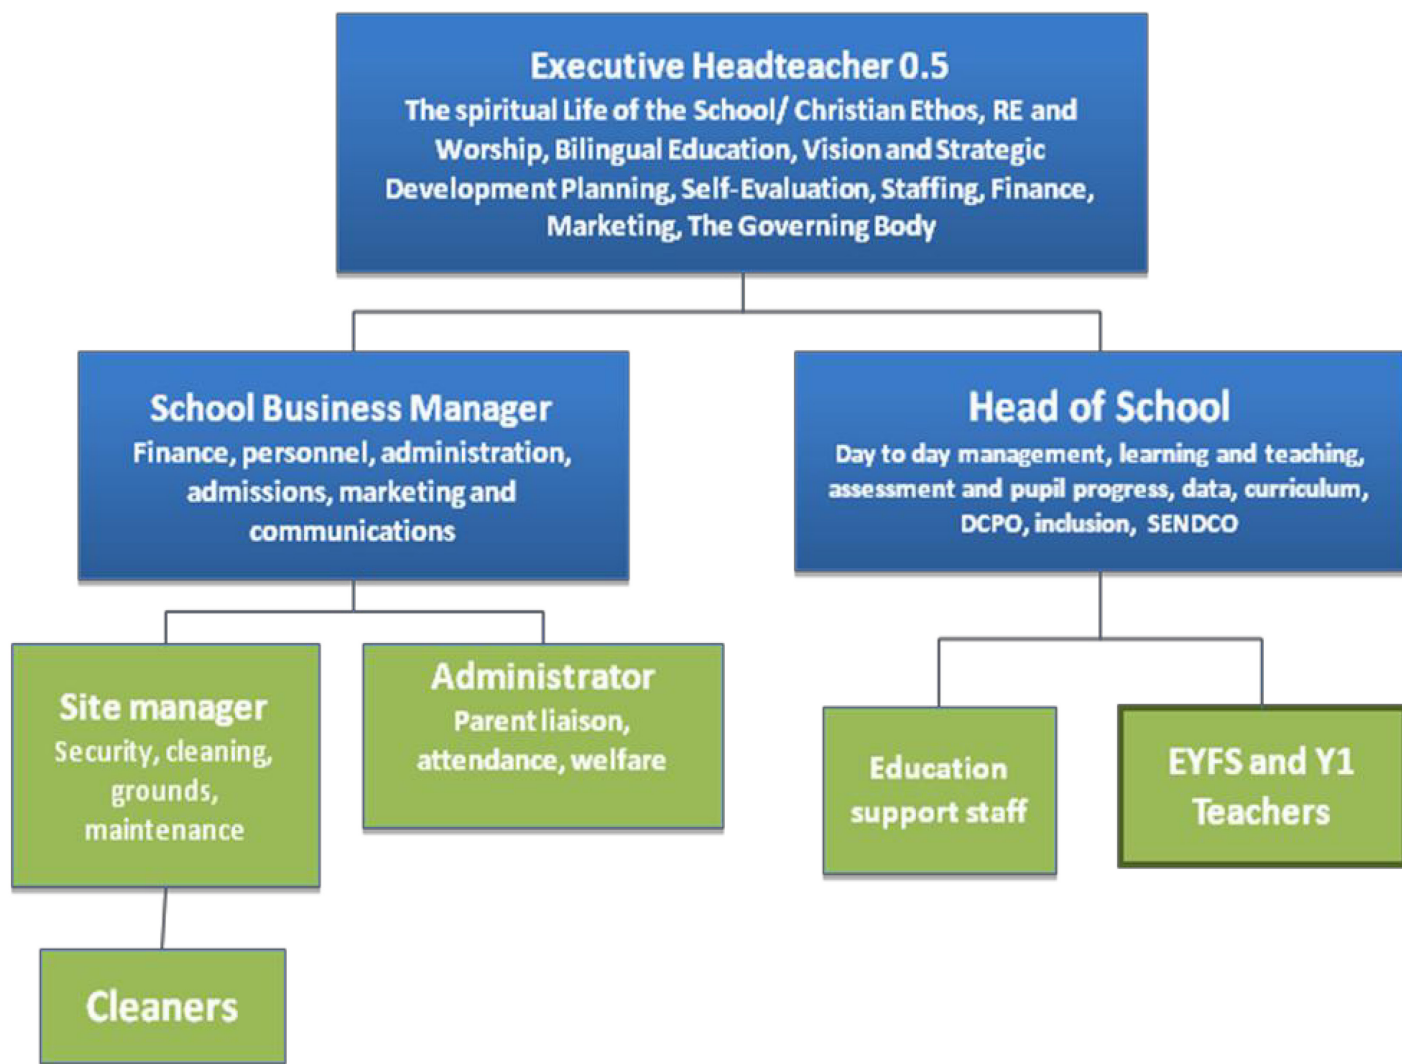 Executive Headteacher 0.5
The spiritual Life of the School/ Christian Ethos, RE and
Worship, Bilingual Education, Vision and Strategic
Development Planning, Self-Evaluation, Staffing, Finance,
Marketing, The Governing Body
School Business Manager
Finance, personnel, administration,
admissions, marketing and
communications
Head of School
Day to day management, learning and teaching,
assessment and pupil progress, data, curriculum,
DCPO, inclusion, SENDCO
Site manager
Security, cleaning,
grounds,
maintenance
Administrator
Parent liaison,
attendance, welfare
Education
support staff
EYFS and Y1
Teachers
Cleaners